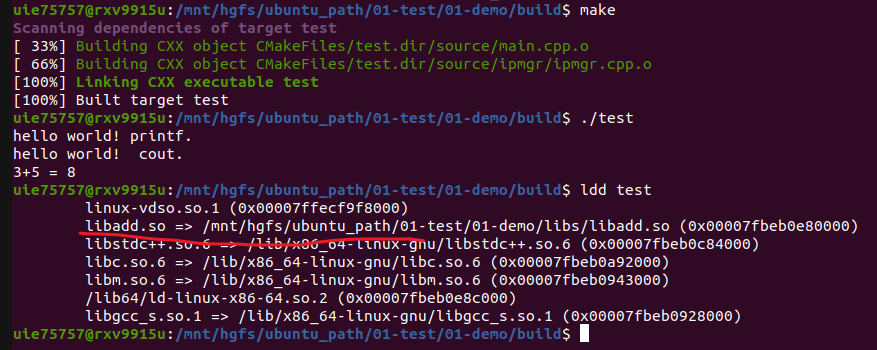 uie75757@rxv9915u:/mnt/hgfs/ubuntu_path/01-test/01-demo/build$ make
Scanning dependencies of target test
[ 33%] Building CXX object CMakeFiles/test.dir/source/main.cpp.o
[ 66%] Building CXX object CMakeFiles/test.dir/source/ipmgr/ipmgr.cpp.o
[100%] Linking CXX executable test
[100%] Built target test
uie75757@rxv9915u:/mnt/hgfs/ubuntu_path/01-test/01-demo/build$ ./test
hello world! printf.
hello world!  cout.
3+5 = 8
uie75757@rxv9915u:/mnt/hgfs/ubuntu_path/01-test/01-demo/build$ ldd test
linux-vdso.so.1 (0x00007ffecf9f8000)
libadd.so => /mnt/hgfs/ubuntu_path/01-test/01-demo/libs/libadd.so (0x00007fbeb0e80000)
libstdc++.so.6 => /lib/x86_64-linux-gnu/libstdc++.so.6 (0x00007fbeb0c84000)
libc.so.6 => /lib/x86_64-linux-gnu/libc.so.6 (0x00007fbeb0a92000)
libm.so.6 => /lib/x86_64-linux-gnu/libm.so.6 (0x00007fbeb0943000)
/lib64/ld-linux-x86-64.so.2 (0x00007fbeb0e8c000)
libgcc_s.so.1 => /lib/x86_64-linux-gnu/libgcc_s.so.1 (0x00007fbeb0928000)
uie75757@rxv9915u:/mnt/hgfs/ubuntu_path/01-test/01-demo/build$